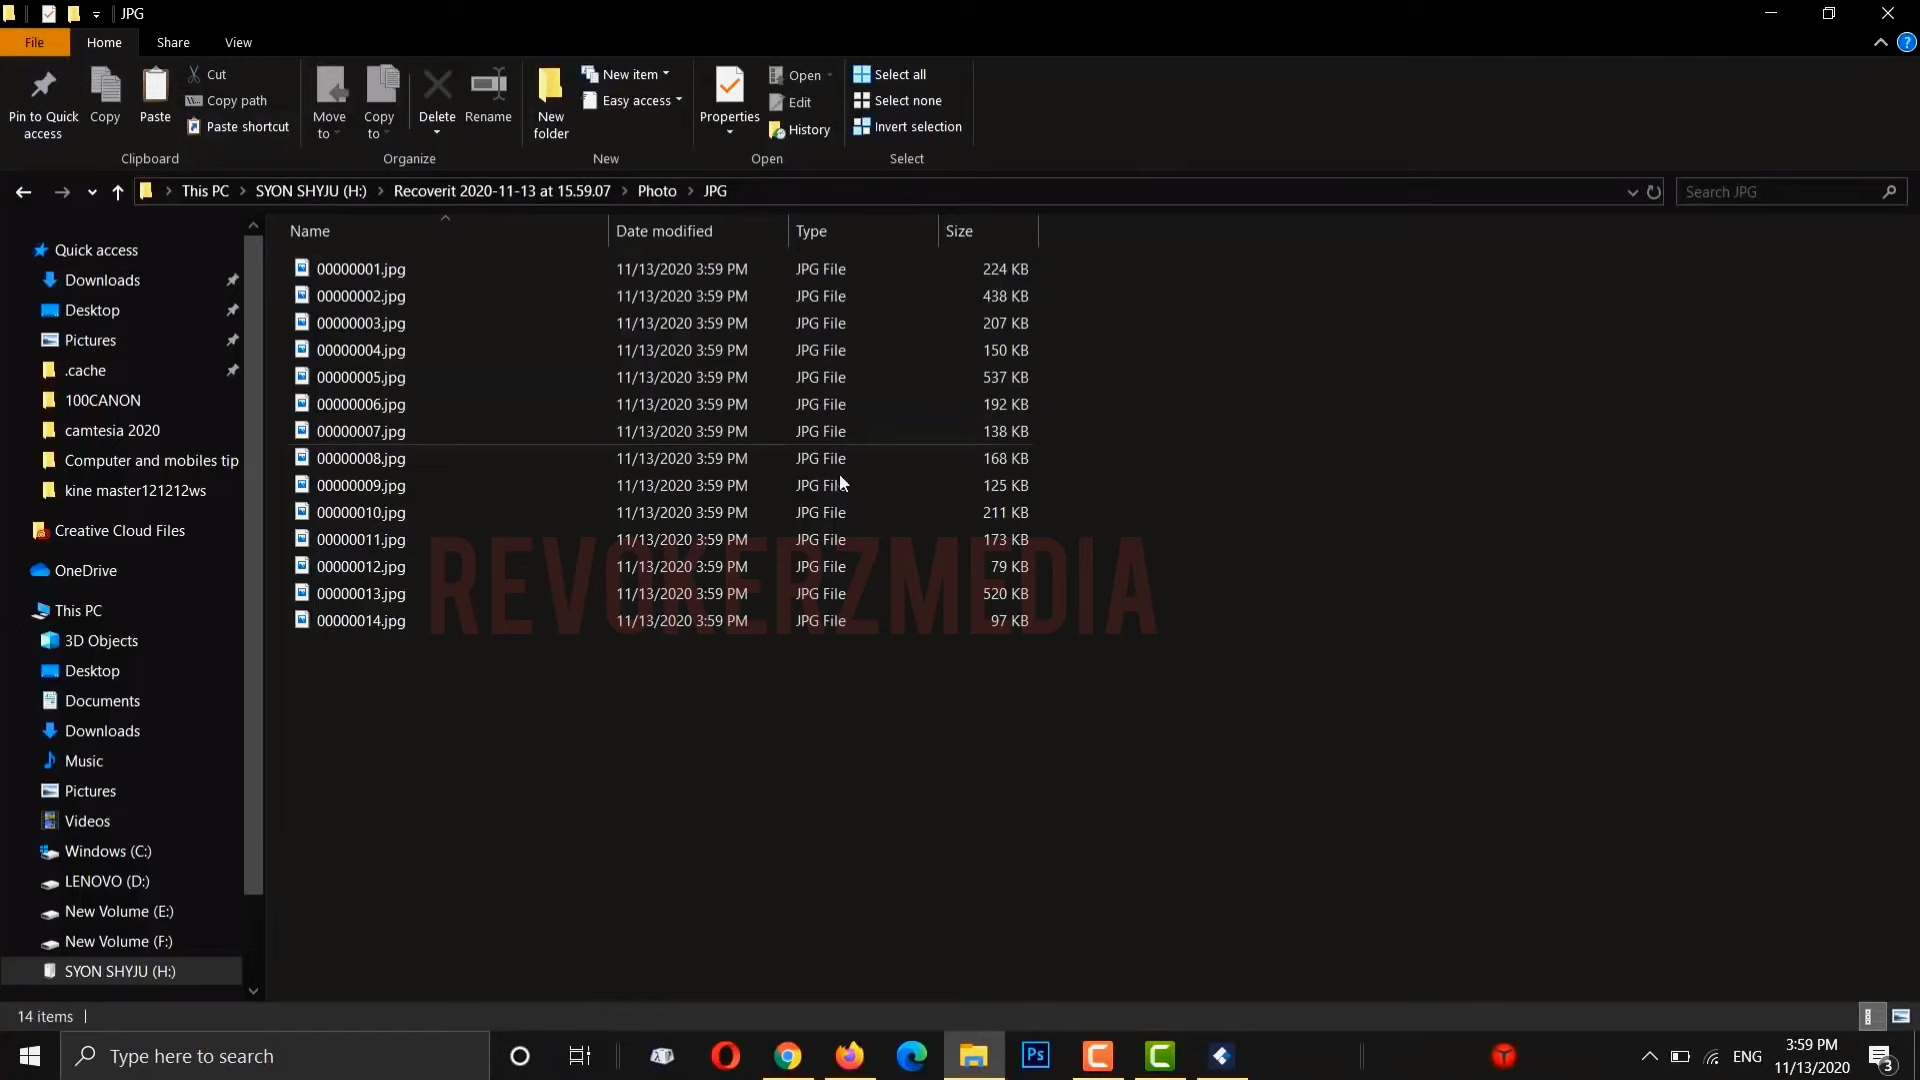 JPG
File Home Share View
Pin to Quick access
Copy
Paste
Cut
Copy path
Paste shortcut
Clipboard
Move to
Copy to
Delete
Rename
Organize
New folder
New item
Easy access
New
Properties
Open
Edit
History
Open
Select all
Select none
Invert selection
Select
This PC > SYON SHYJU (H:) > Recoverit 2020-11-13 at 15.59.07 > Photo > JPG
Search JPG
Quick access
Downloads
Desktop
Pictures
.cache
100CANON
camtesia 2020
Computer and mobiles tip
kine master121212ws
Creative Cloud Files
OneDrive
This PC
3D Objects
Desktop
Documents
Downloads
Music
Pictures
Videos
Windows (C:)
LENOVO (D:)
New Volume (E:)
New Volume (F:)
SYON SHYJU (H:)
Name Date modified Type Size
00000001.jpg 11/13/2020 3:59 PM JPG File 224 KB
00000002.jpg 11/13/2020 3:59 PM JPG File 438 KB
00000003.jpg 11/13/2020 3:59 PM JPG File 207 KB
00000004.jpg 11/13/2020 3:59 PM JPG File 150 KB
00000005.jpg 11/13/2020 3:59 PM JPG File 537 KB
00000006.jpg 11/13/2020 3:59 PM JPG File 192 KB
00000007.jpg 11/13/2020 3:59 PM JPG File 138 KB
00000008.jpg 11/13/2020 3:59 PM JPG File 168 KB
00000009.jpg 11/13/2020 3:59 PM JPG File 125 KB
00000010.jpg 11/13/2020 3:59 PM JPG File 211 KB
00000011.jpg 11/13/2020 3:59 PM JPG File 173 KB
00000012.jpg 11/13/2020 3:59 PM JPG File 79 KB
00000013.jpg 11/13/2020 3:59 PM JPG File 520 KB
00000014.jpg 11/13/2020 3:59 PM JPG File 97 KB
REVOKERZMEDIA
14 items
Type here to search
Ps
ENG
3:59 PM
11/13/2020
3